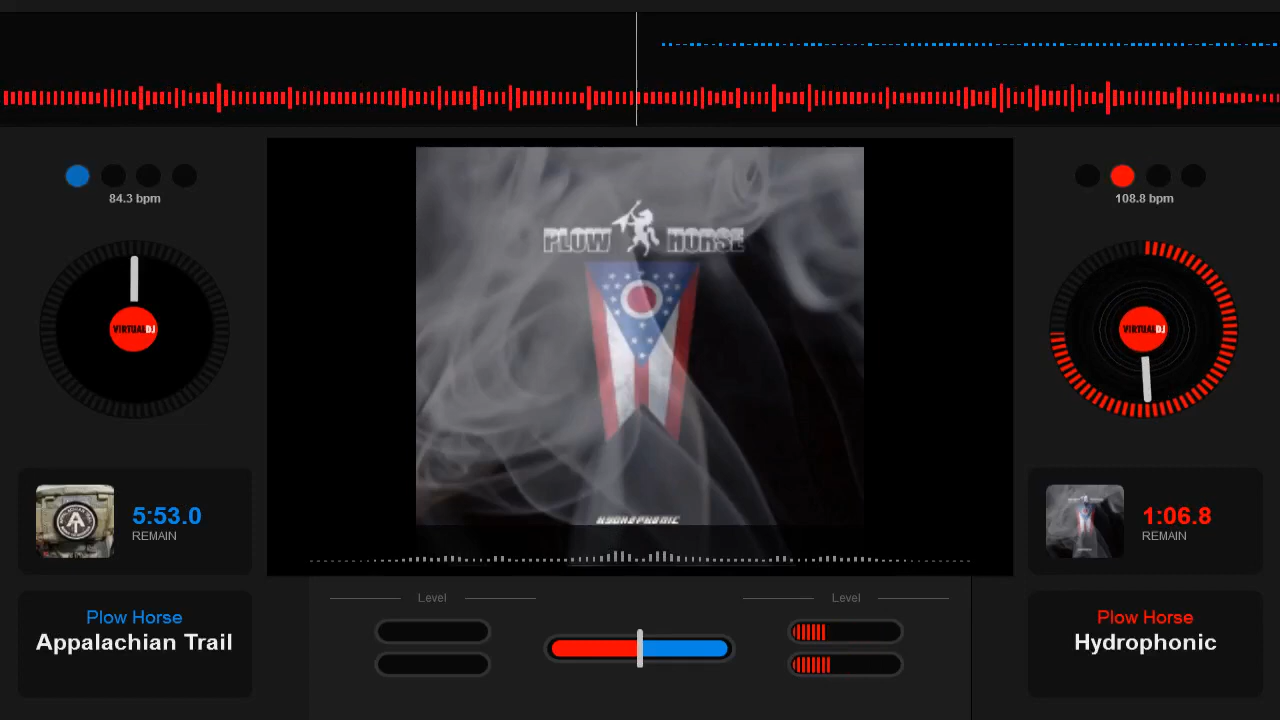 84.3 bpm
108.8 bpm
PLOW HORSE
VIRTUALDJ
VIRTUALDJ
HYDROPHONIC
5:53.0
REMAIN
1:06.8
REMAIN
Level
Level
Plow Horse
Appalachian Trail
Plow Horse
Hydrophonic